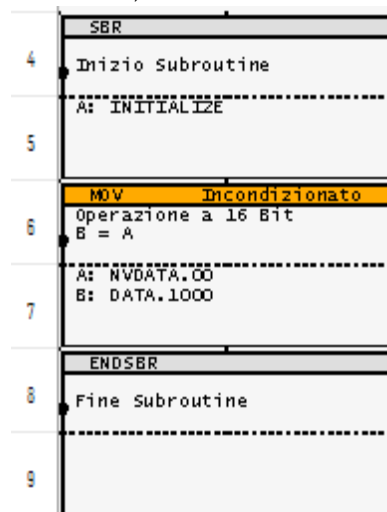 SBR
4
Inizio Subroutine
A: INITIALIZE
5
MOV Incondizionato
Operazione a 16 Bit
6
B = A
A: NVDATA.00
B: DATA.1000
7
ENDSBR
8
Fine Subroutine
9